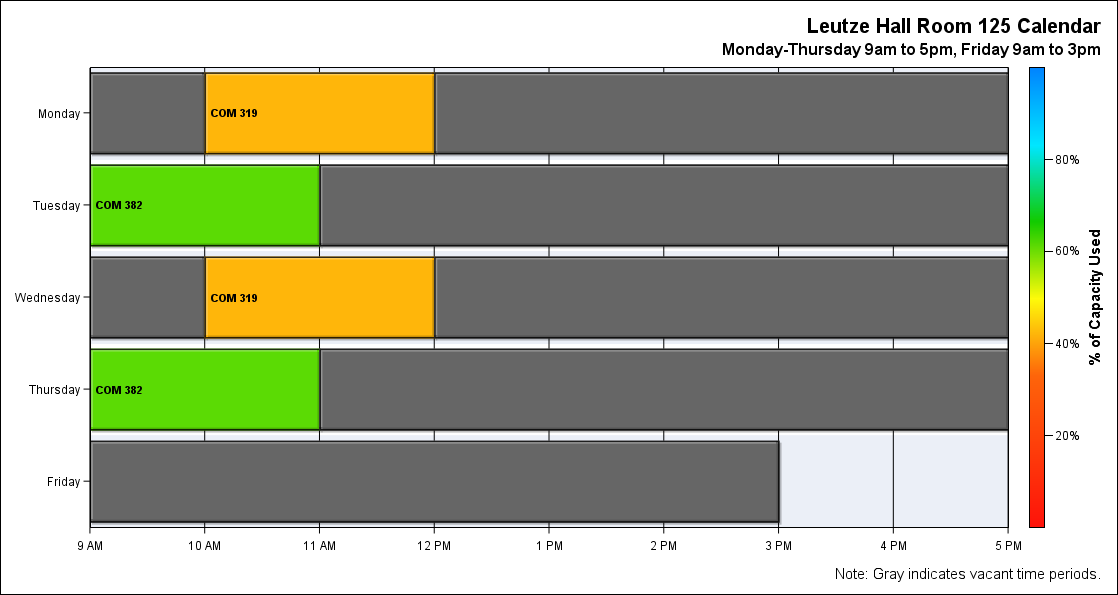 Leutze Hall Room 125 Calendar
Monday-Thursday 9am to 5pm, Friday 9am to 3pm
Monday
COM 319
Tuesday
COM 382
Wednesday
COM 319
Thursday
COM 382
Friday
9 AM 10 AM 11 AM 12 PM 1 PM 2 PM 3 PM 4 PM 5 PM
80%
60%
40%
20%
% of Capacity Used
Note: Gray indicates vacant time periods.